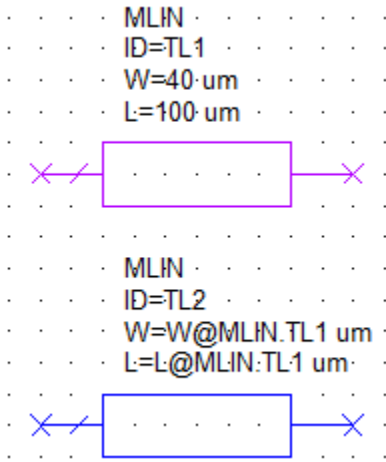 MLIN
ID=TL1
W=40 um
L=100 um
MLIN
ID=TL2
W=W@MLIN.TL1 um
L=L@MLIN.TL1 um